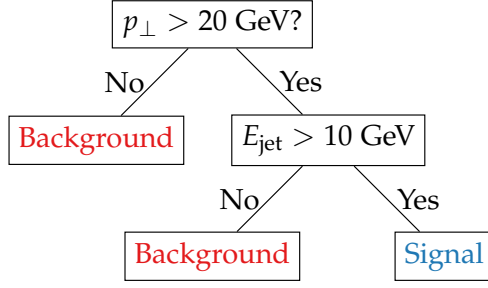 p⊥ > 20 GeV?
No Yes
Background E_jet > 10 GeV
No Yes
Background Signal